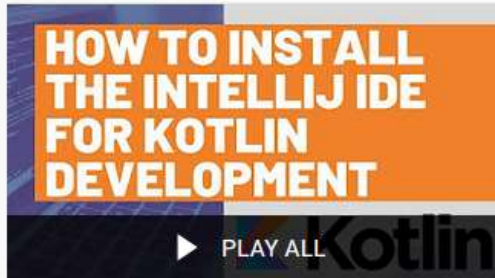 HOW TO INSTALL
THE INTELLIJ IDE
FOR KOTLIN
DEVELOPMENT
PLAY ALL
Kotlin